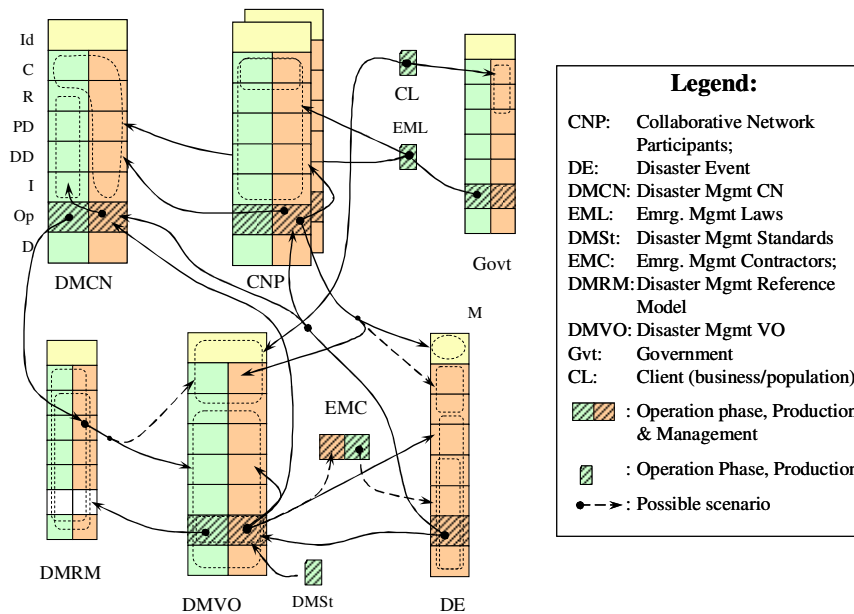 Id
C
R
PD
DD
I
Op
D
DMCN
CNP
CL
EML
Govt
M
DMRM
DMVO
EMC
DMSt
DE
Legend:
CNP: Collaborative Network
Participants;
DE: Disaster Event
DMCN: Disaster Mgmt CN
EML: Emrg. Mgmt Laws
DMSt: Disaster Mgmt Standards
EMC: Emrg. Mgmt Contractors;
DMRM: Disaster Mgmt Reference
Model
DMVO: Disaster Mgmt VO
Gvt: Government
CL: Client (business/population)
: Operation phase, Production
& Management
: Operation Phase, Production
: Possible scenario